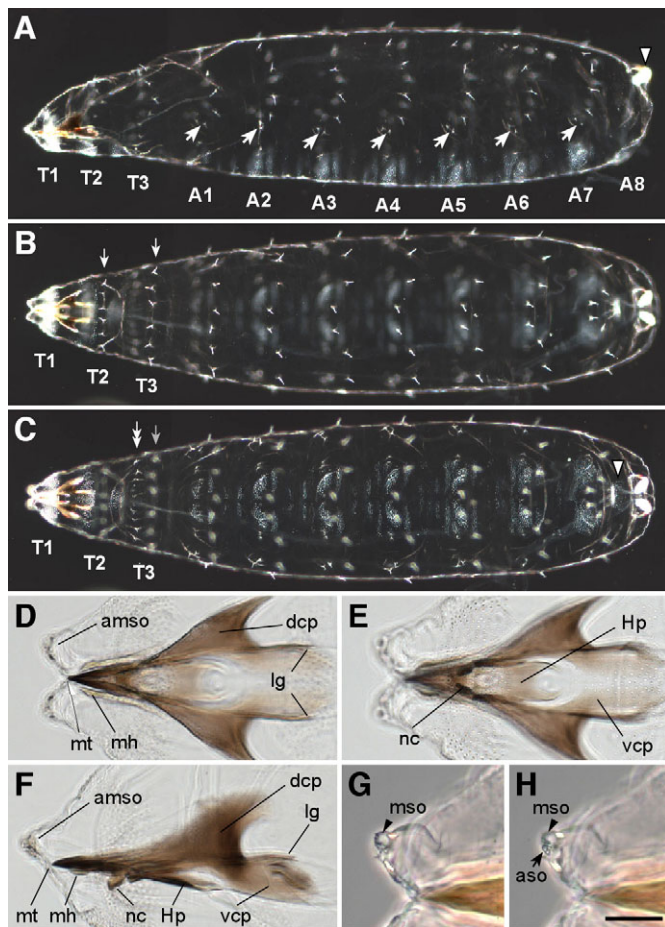 A
T1 T2 T3 A1 A2 A3 A4 A5 A6 A7 A8
B
T1 T2 T3
C
T1 T2 T3
D amso dcp lg mt mh
E Hp nc vcp
F amso dcp lg mt mh nc Hp vcp
G mso
H mso aso